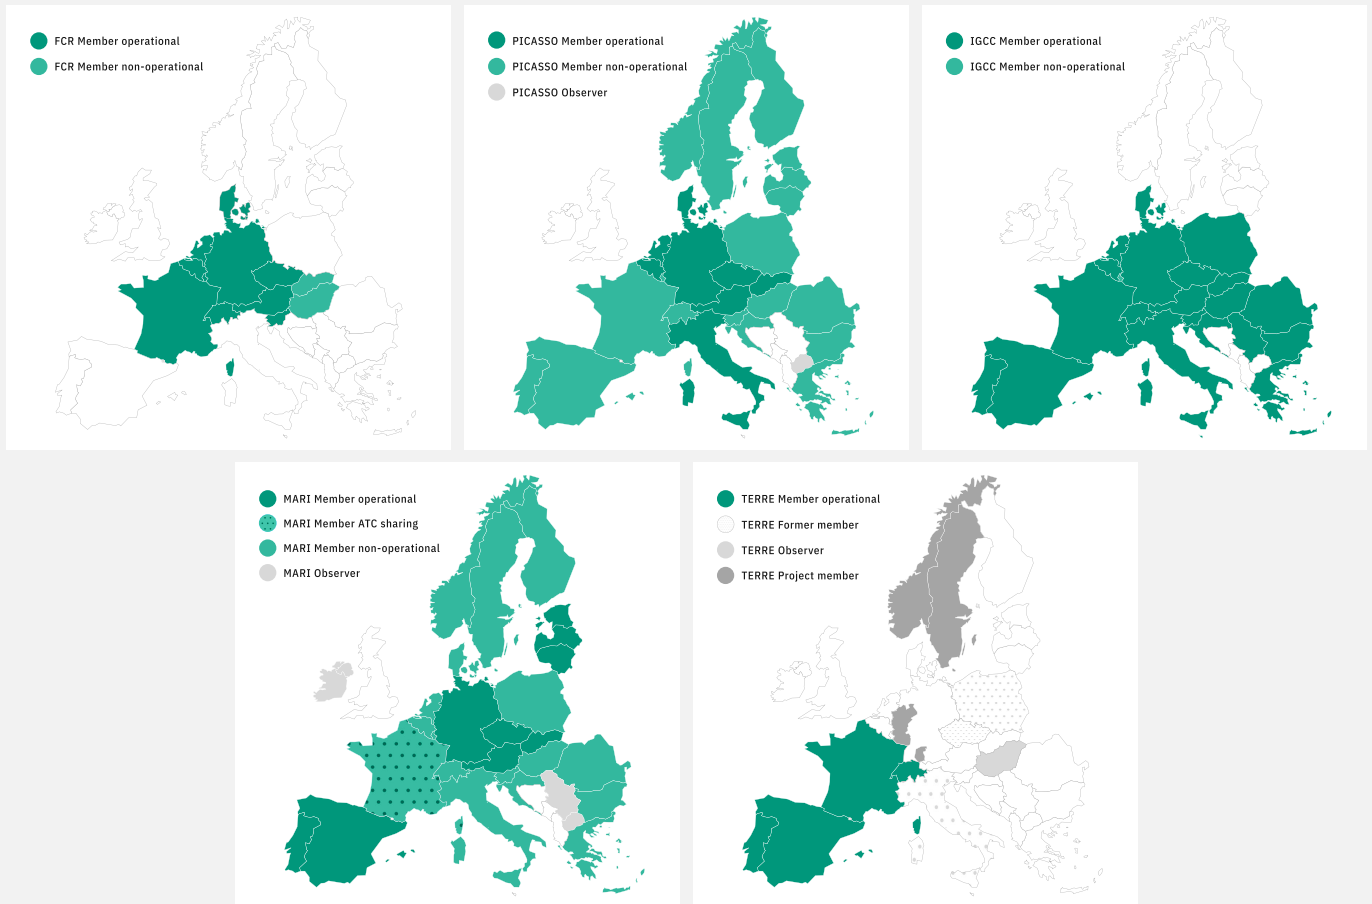 FCR Member operational
FCR Member non-operational
PICASSO Member operational
PICASSO Member non-operational
PICASSO Observer
IGCC Member operational
IGCC Member non-operational
MARI Member operational
MARI Member ATC sharing
MARI Member non-operational
MARI Observer
TERRE Member operational
TERRE Former member
TERRE Observer
TERRE Project member